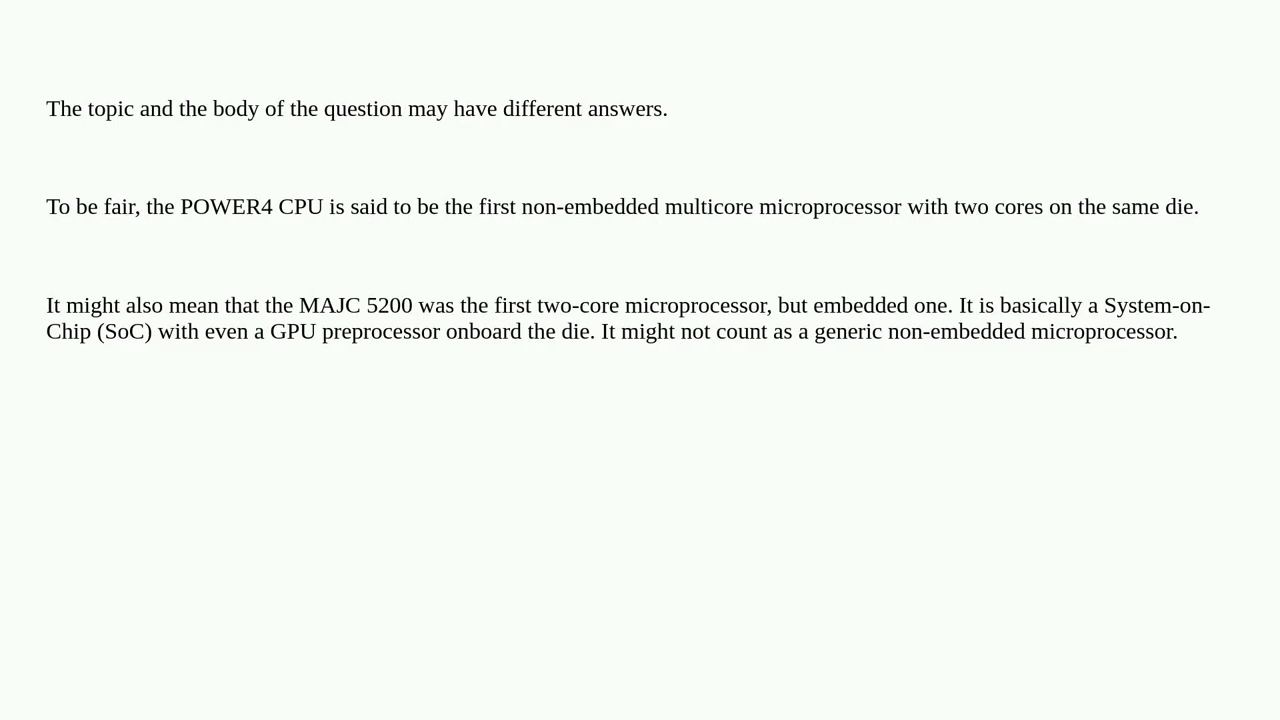 The topic and the body of the question may have different answers.
To be fair, the POWER4 CPU is said to be the first non-embedded multicore microprocessor with two cores on the same die.
It might also mean that the MAJC 5200 was the first two-core microprocessor, but embedded one. It is basically a System-on-
Chip (SoC) with even a GPU preprocessor onboard the die. It might not count as a generic non-embedded microprocessor.